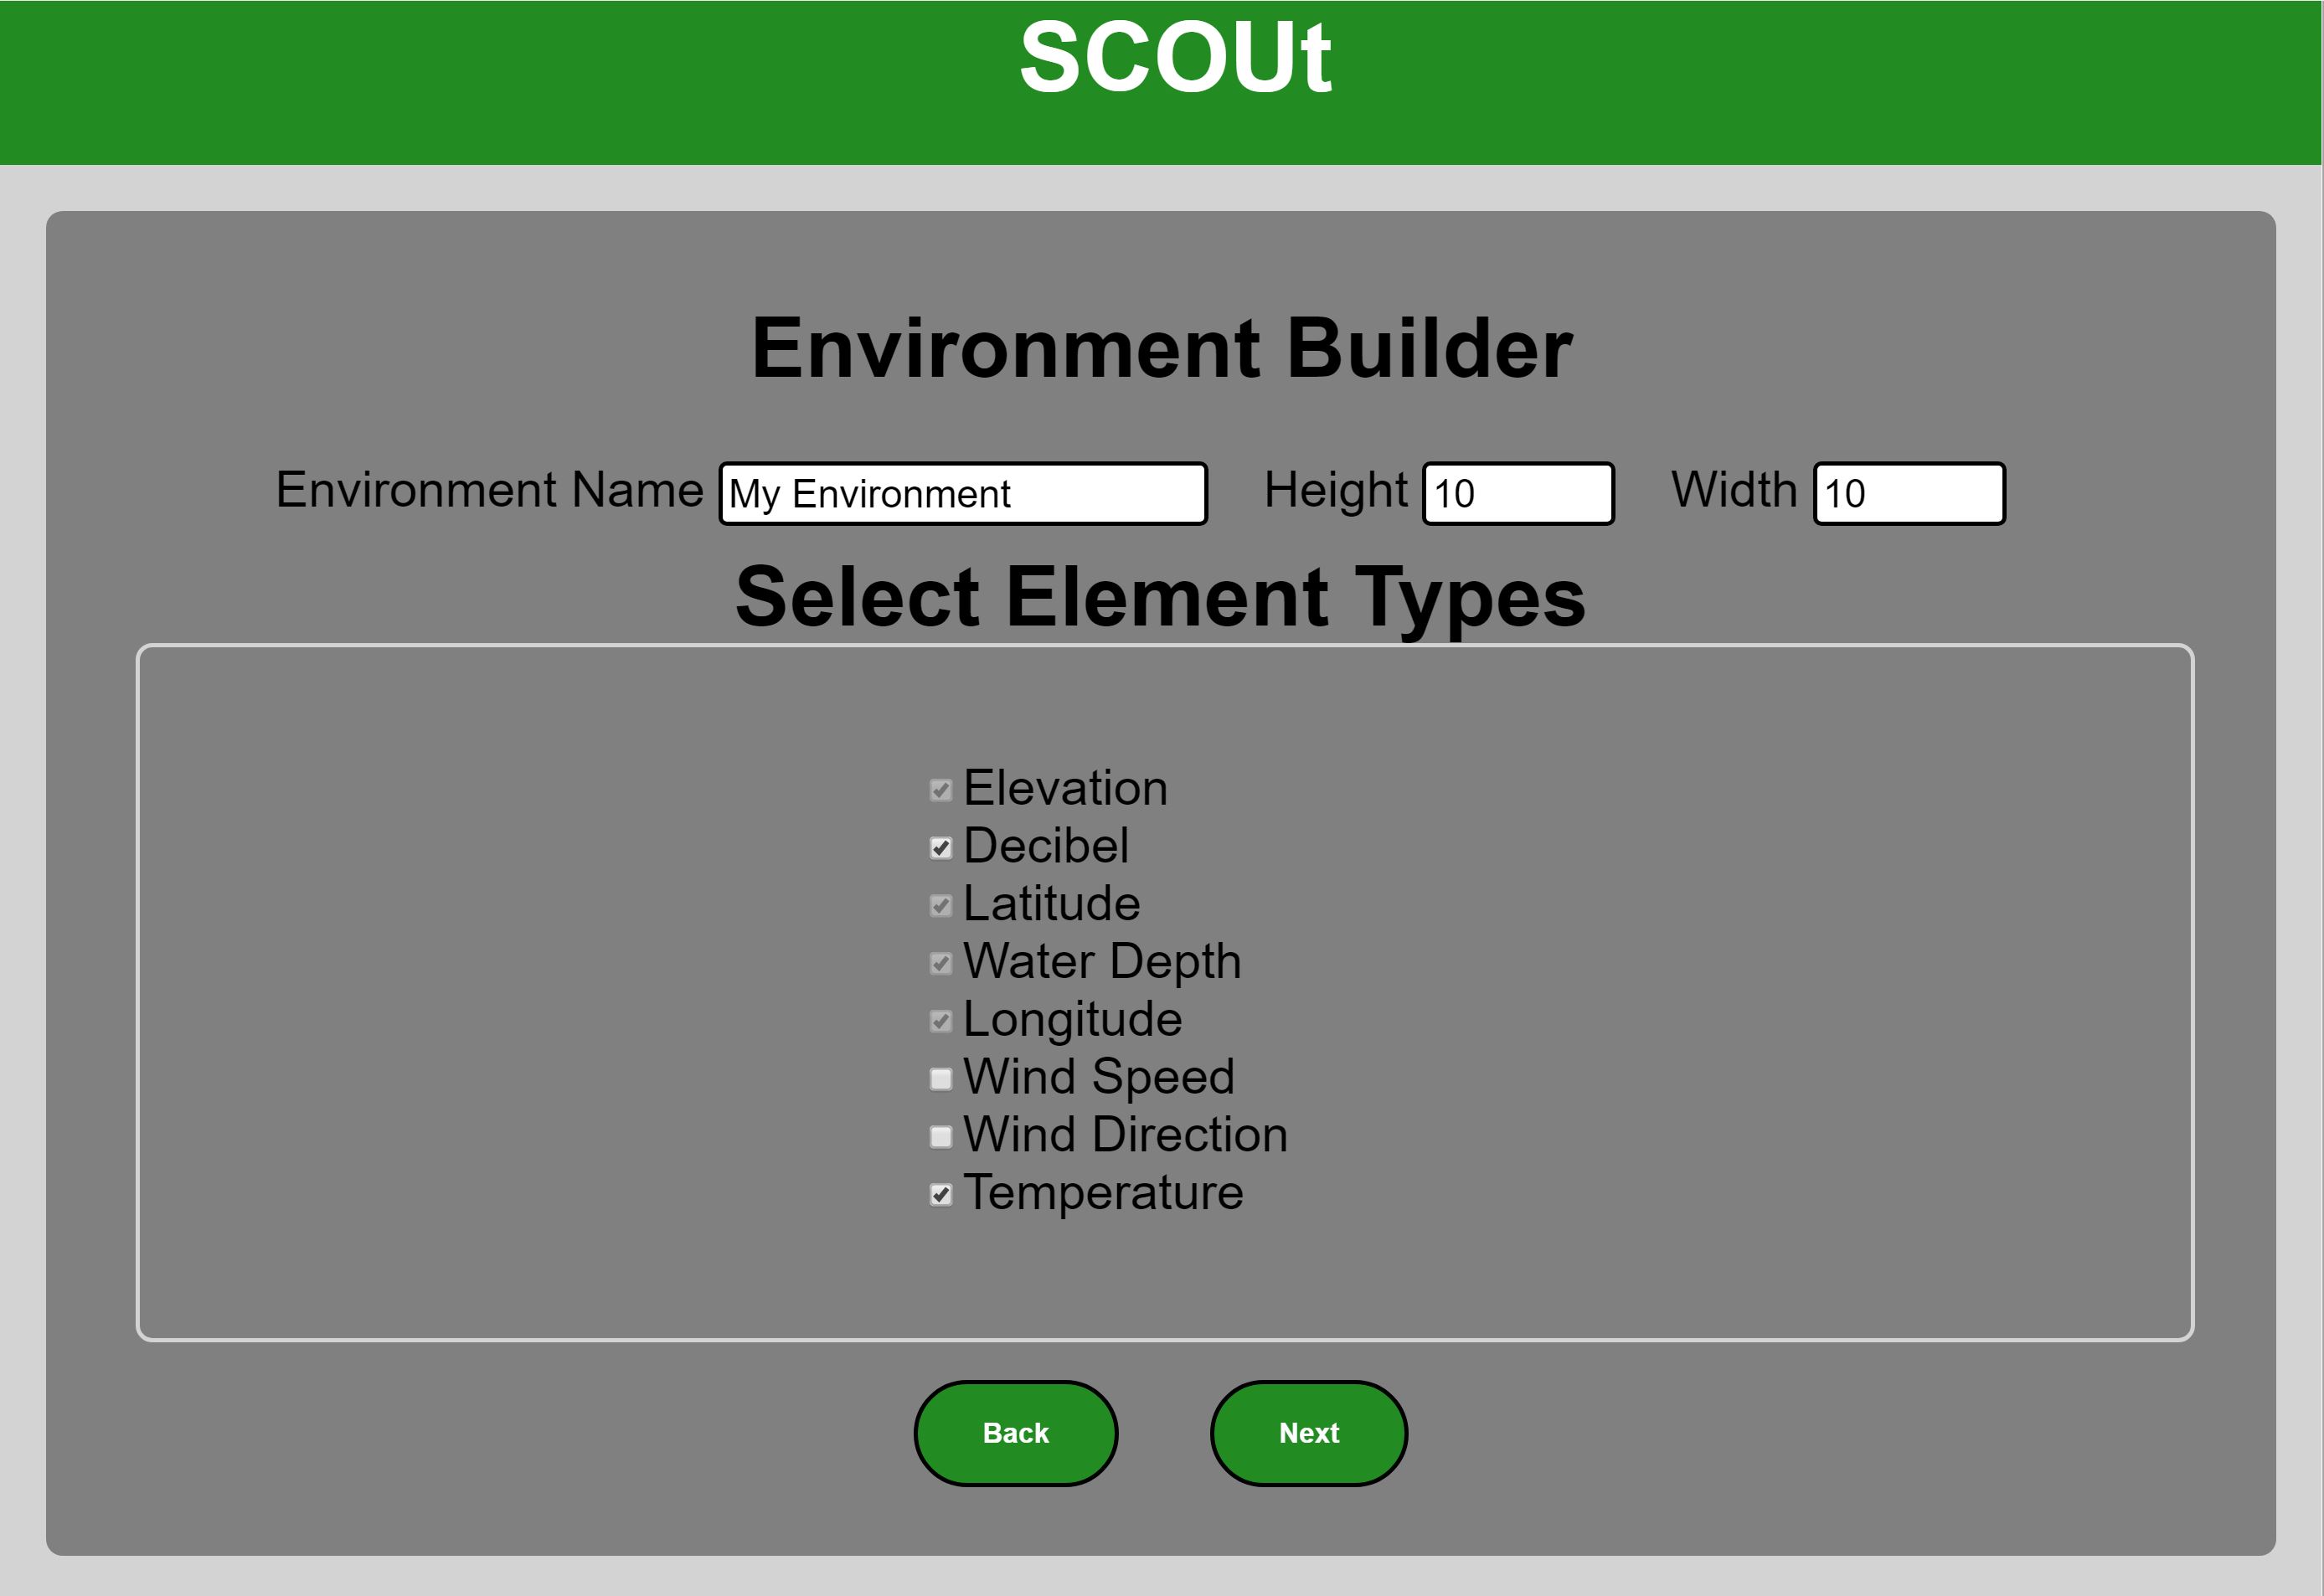 SCOUt
Environment Builder
Environment Name My Environment Height 10 Width 10
Select Element Types
Elevation
Decibel
Latitude
Water Depth
Longitude
Wind Speed
Wind Direction
Temperature
Back Next